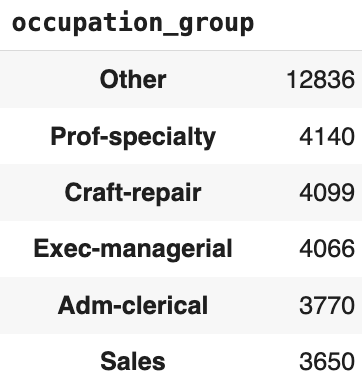 occupation_group
Other 12836
Prof-specialty 4140
Craft-repair 4099
Exec-managerial 4066
Adm-clerical 3770
Sales 3650